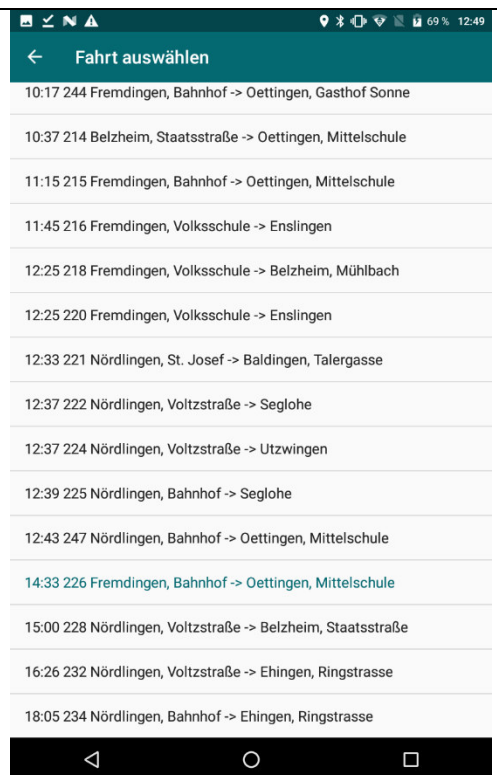 69 % 12:49
Fahrt auswählen
10:17 244 Fremdingen, Bahnhof -> Oettingen, Gasthof Sonne
10:37 214 Belzheim, Staatsstraße -> Oettingen, Mittelschule
11:15 215 Fremdingen, Bahnhof -> Oettingen, Mittelschule
11:45 216 Fremdingen, Volksschule -> Enslingen
12:25 218 Fremdingen, Volksschule -> Belzheim, Mühlbach
12:25 220 Fremdingen, Volksschule -> Enslingen
12:33 221 Nördlingen, St. Josef -> Baldingen, Talergasse
12:37 222 Nördlingen, Voltzstraße -> Seglohe
12:37 224 Nördlingen, Voltzstraße -> Utzwingen
12:39 225 Nördlingen, Bahnhof -> Seglohe
12:43 247 Nördlingen, Bahnhof -> Oettingen, Mittelschule
14:33 226 Fremdingen, Bahnhof -> Oettingen, Mittelschule
15:00 228 Nördlingen, Voltzstraße -> Belzheim, Staatsstraße
16:26 232 Nördlingen, Voltzstraße -> Ehingen, Ringstrasse
18:05 234 Nördlingen, Bahnhof -> Ehingen, Ringstrasse